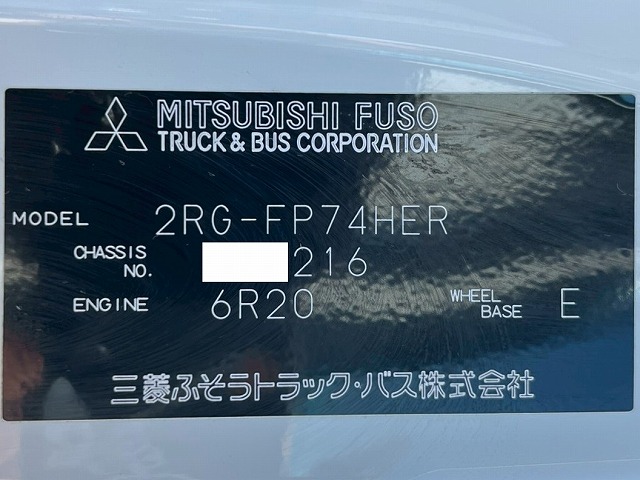 MITSUBISHI FUSO
TRUCK & BUS CORPORATION
MODEL 2RG-FP74HER
CHASSIS NO. 216
ENGINE 6R20 WHEEL BASE E
三菱ふそうトラック・バス株式会社